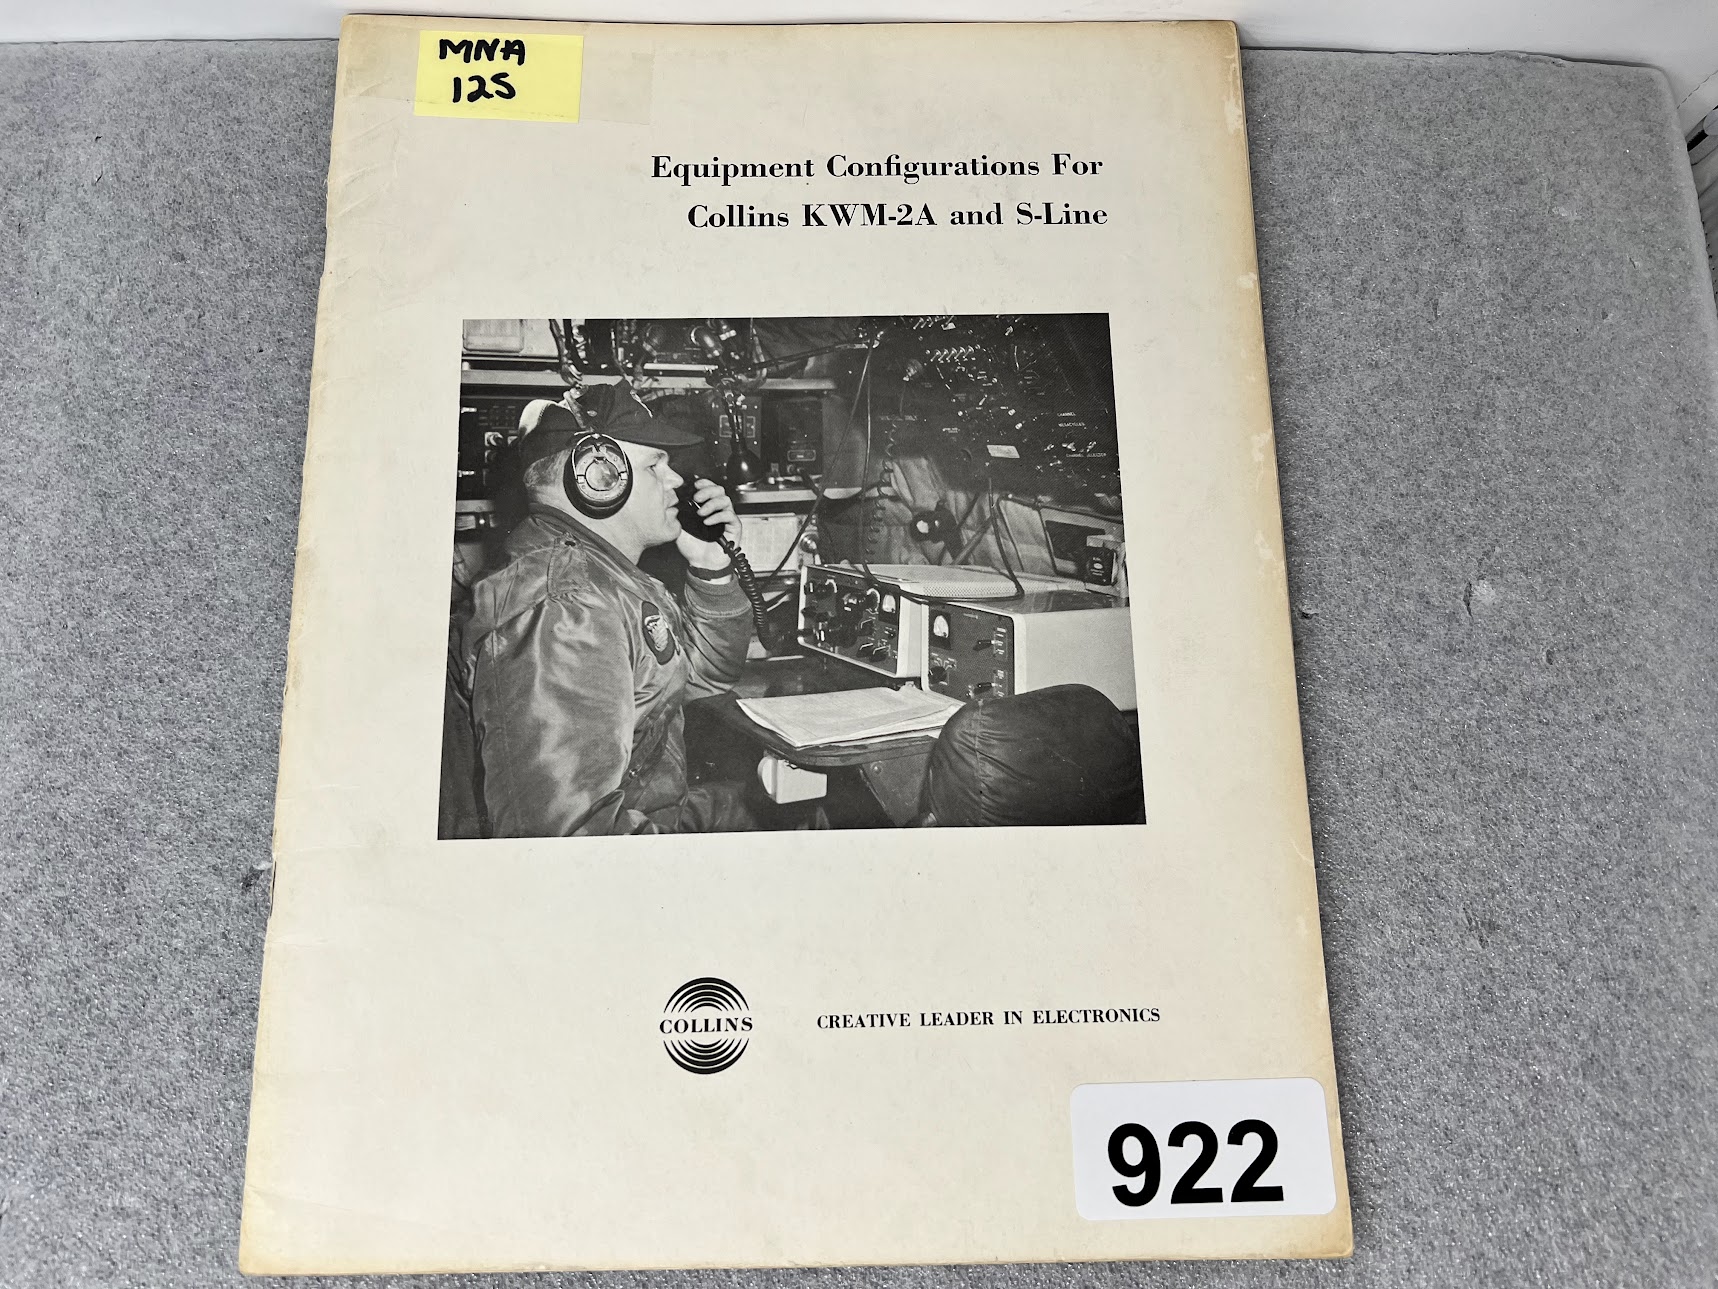 MNA
125
Equipment Configurations For
Collins KWM-2A and S-Line
COLLINS
CREATIVE LEADER IN ELECTRONICS
922